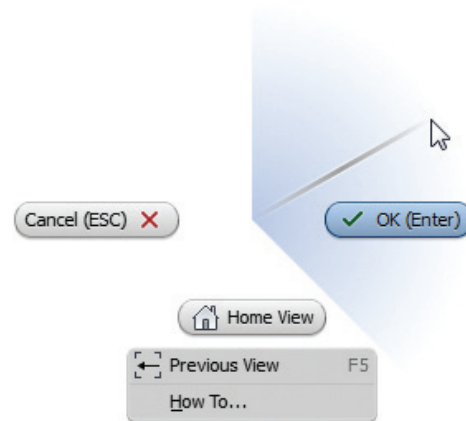 Cancel (ESC)
OK (Enter)
Home View
Previous View F5
How To...